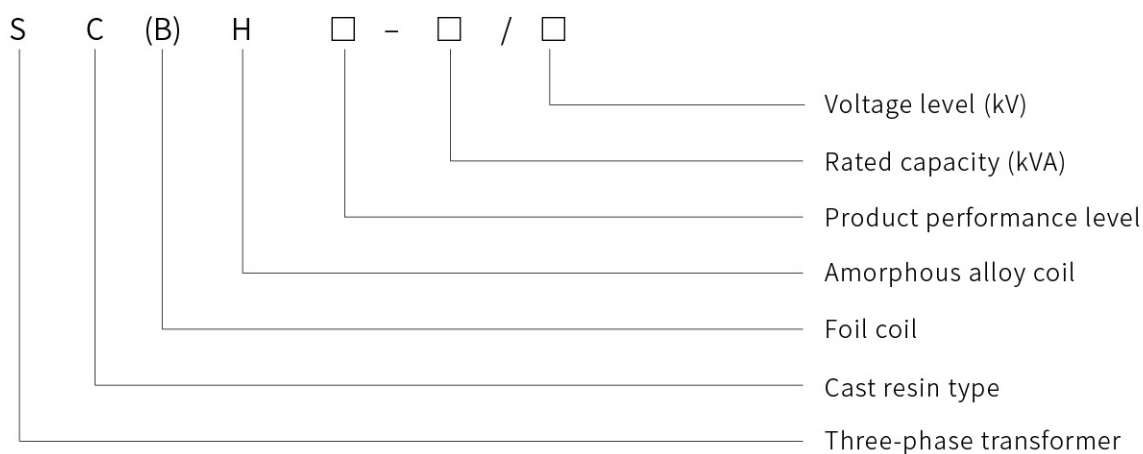 S C (B) H □ – □ / □
Voltage level (kV)
Rated capacity (kVA)
Product performance level
Amorphous alloy coil
Foil coil
Cast resin type
Three-phase transformer